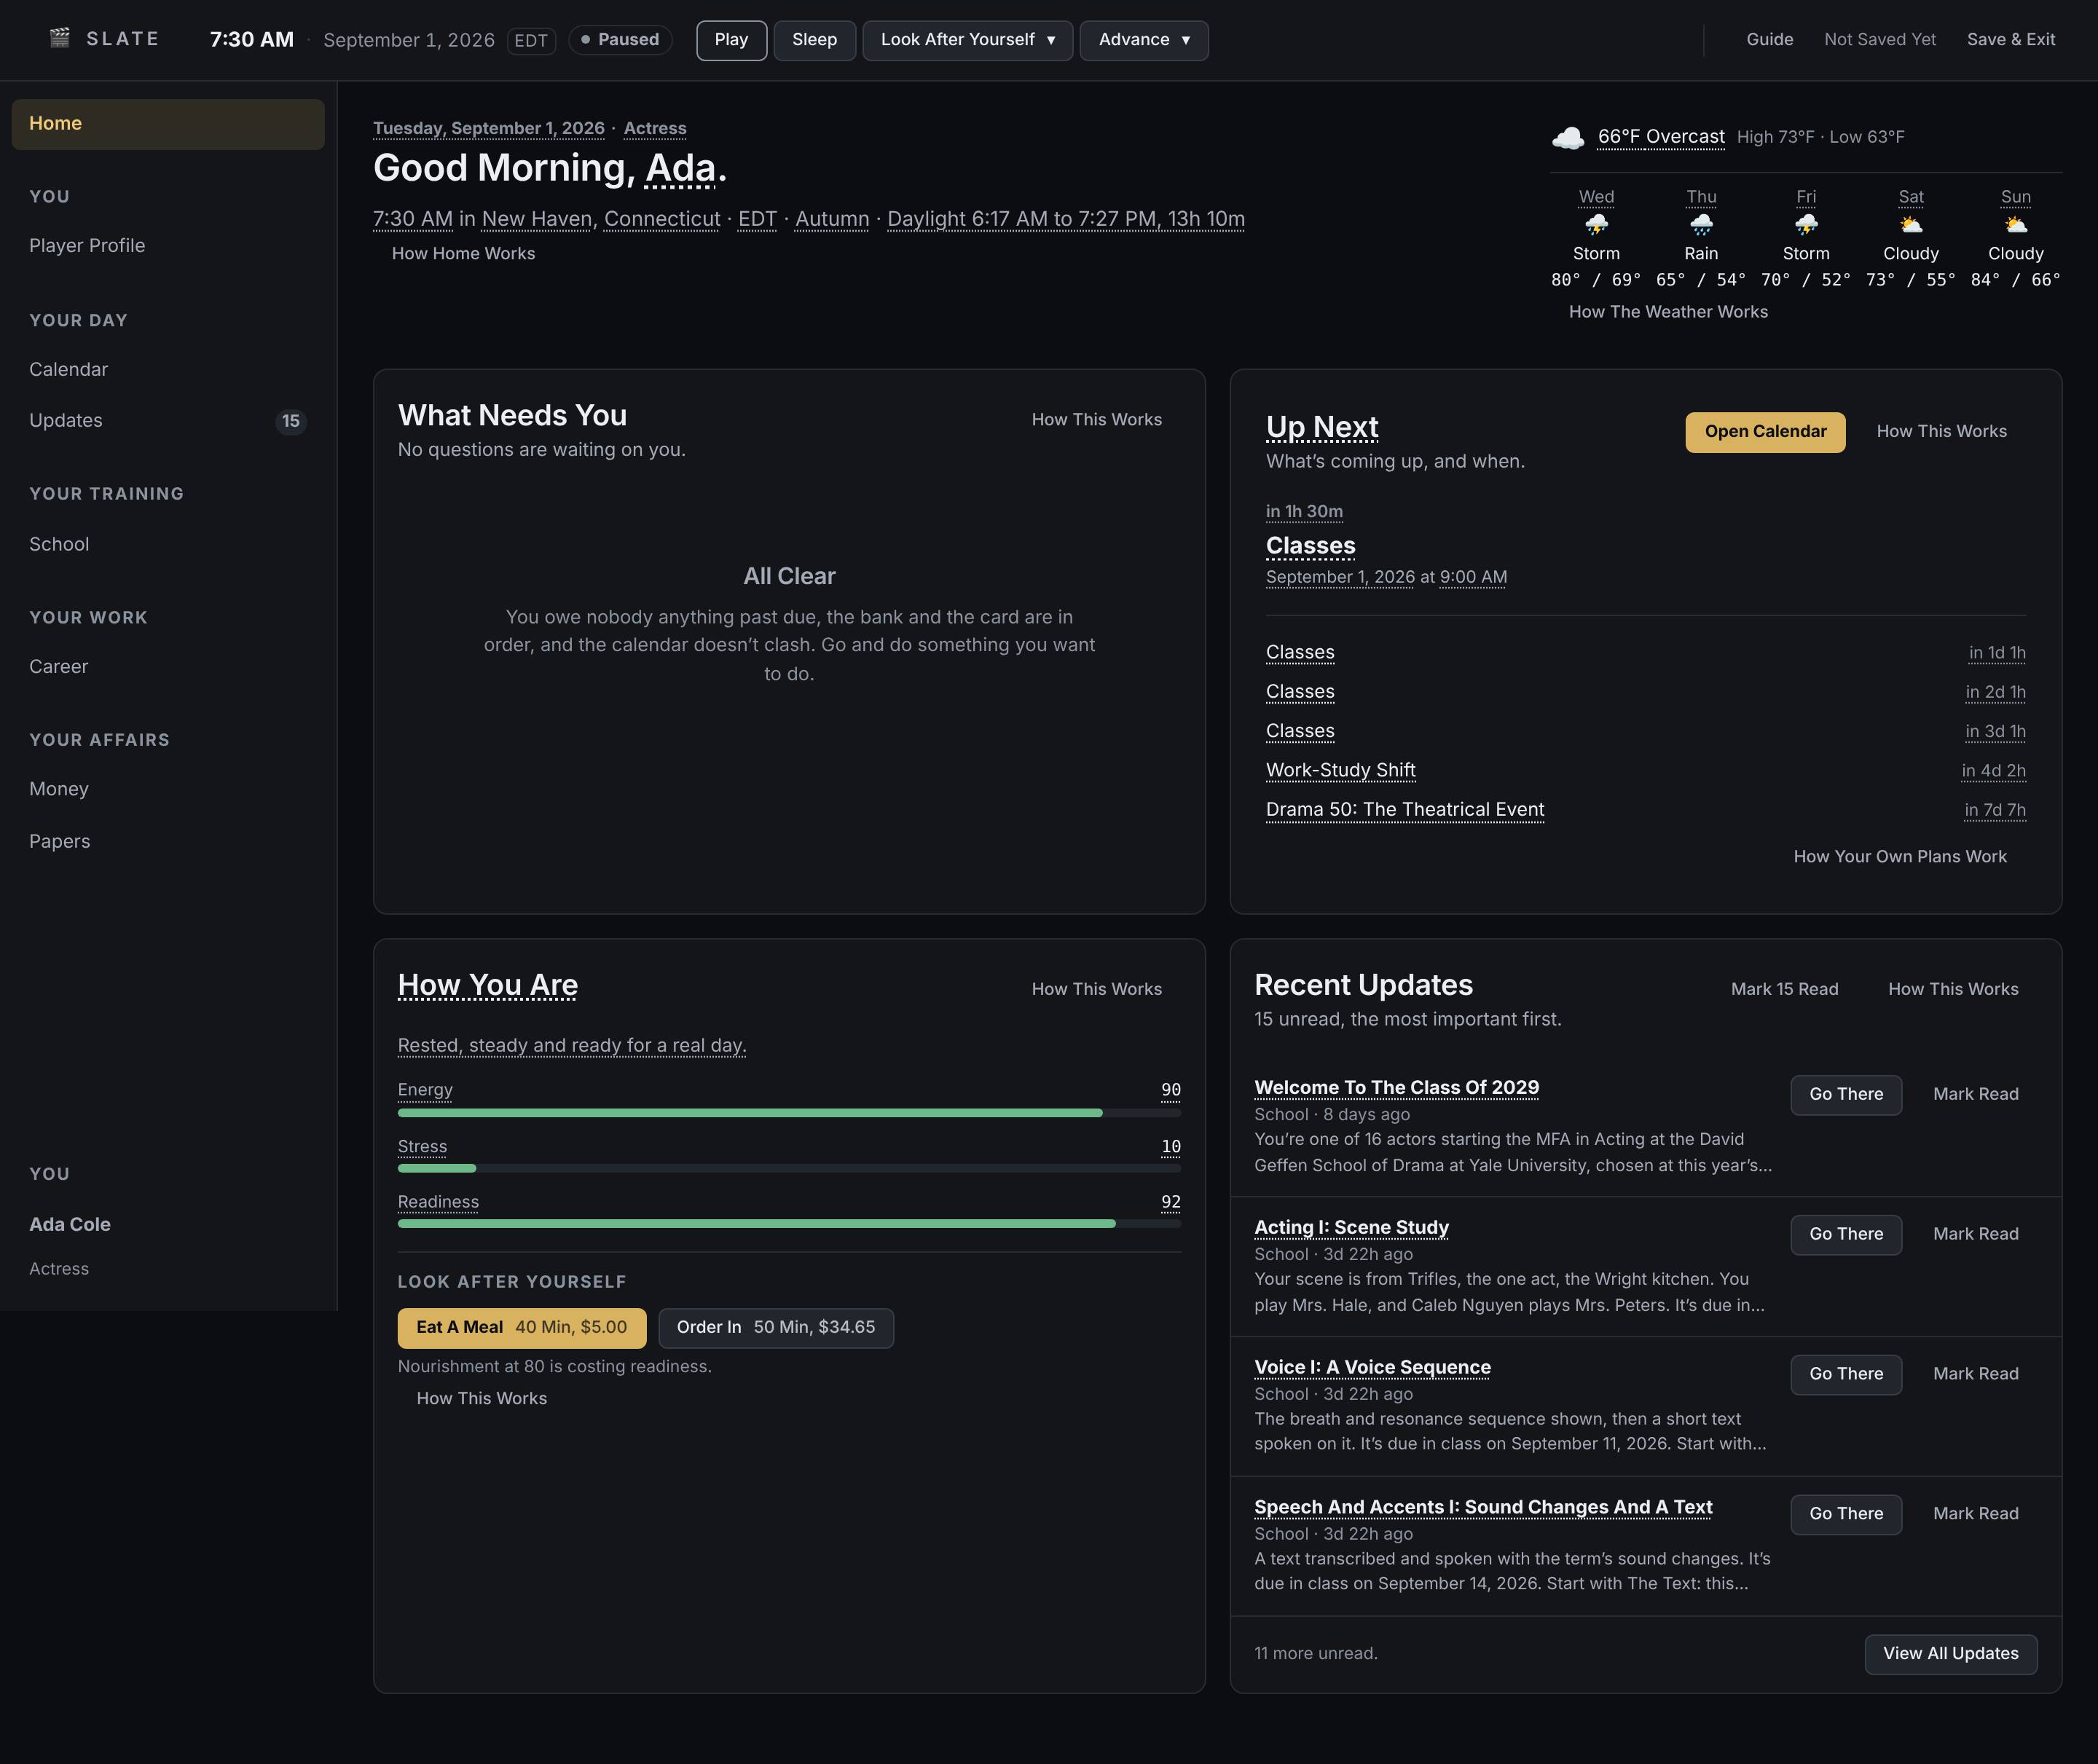 SLATE
7:30 AM · September 1, 2026 EDT Paused
Play
Sleep
Look After Yourself ▾
Advance ▾
Guide
Not Saved Yet
Save & Exit
Home
YOU
Player Profile
YOUR DAY
Calendar
Updates 15
YOUR TRAINING
School
YOUR WORK
Career
YOUR AFFAIRS
Money
Papers
YOU
Ada Cole
Actress
Tuesday, September 1, 2026 · Actress
Good Morning, Ada.
7:30 AM in New Haven, Connecticut · EDT · Autumn · Daylight 6:17 AM to 7:27 PM, 13h 10m
How Home Works
66°F Overcast High 73°F · Low 63°F
Wed Thu Fri Sat Sun
Storm Rain Storm Cloudy Cloudy
80° / 69° 65° / 54° 70° / 52° 73° / 55° 84° / 66°
How The Weather Works
What Needs You
How This Works
No questions are waiting on you.
All Clear
You owe nobody anything past due, the bank and the card are in
order, and the calendar doesn’t clash. Go and do something you want
to do.
Up Next
Open Calendar
How This Works
What’s coming up, and when.
in 1h 30m
Classes
September 1, 2026 at 9:00 AM
Classes in 1d 1h
Classes in 2d 1h
Classes in 3d 1h
Work-Study Shift in 4d 2h
Drama 50: The Theatrical Event in 7d 7h
How Your Own Plans Work
How You Are
How This Works
Rested, steady and ready for a real day.
Energy 90
Stress 10
Readiness 92
LOOK AFTER YOURSELF
Eat A Meal 40 Min, $5.00
Order In 50 Min, $34.65
Nourishment at 80 is costing readiness.
How This Works
Recent Updates
Mark 15 Read
How This Works
15 unread, the most important first.
Welcome To The Class Of 2029
Go There
Mark Read
School · 8 days ago
You’re one of 16 actors starting the MFA in Acting at the David
Geffen School of Drama at Yale University, chosen at this year’s…
Acting I: Scene Study
Go There
Mark Read
School · 3d 22h ago
Your scene is from Trifles, the one act, the Wright kitchen. You
play Mrs. Hale, and Caleb Nguyen plays Mrs. Peters. It’s due in…
Voice I: A Voice Sequence
Go There
Mark Read
School · 3d 22h ago
The breath and resonance sequence shown, then a short text
spoken on it. It’s due in class on September 11, 2026. Start with…
Speech And Accents I: Sound Changes And A Text
Go There
Mark Read
School · 3d 22h ago
A text transcribed and spoken with the term’s sound changes. It’s
due in class on September 14, 2026. Start with The Text: this…
11 more unread.
View All Updates